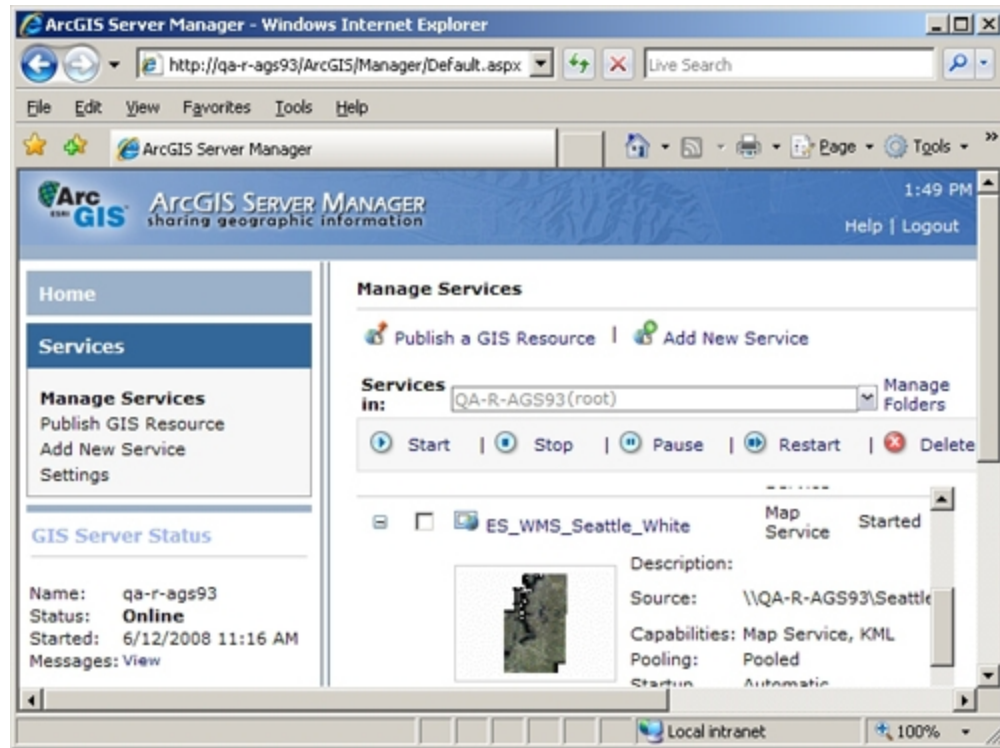 ArcGIS Server Manager - Windows Internet Explorer
http://qa-r-ags93/ArcGIS/Manager/Default.aspx
Live Search
File Edit View Favorites Tools Help
ArcGIS Server Manager
Page Tools »
Arc GIS
ESRI
ArcGIS Server Manager
sharing geographic information
1:49 PM
Help | Logout
Home
Services
Manage Services
Publish GIS Resource
Add New Service
Settings
GIS Server Status
Name: qa-r-ags93
Status: Online
Started: 6/12/2008 11:16 AM
Messages: View
Manage Services
Publish a GIS Resource | Add New Service
Services in: QA-R-AGS93(root) Manage Folders
Start | Stop | Pause | Restart | Delete
ES_WMS_Seattle_White Map Service Started
Description:
Source: \\QA-R-AGS93\Seattle
Capabilities: Map Service, KML
Pooling: Pooled
Startup Automatic
Local intranet 100%